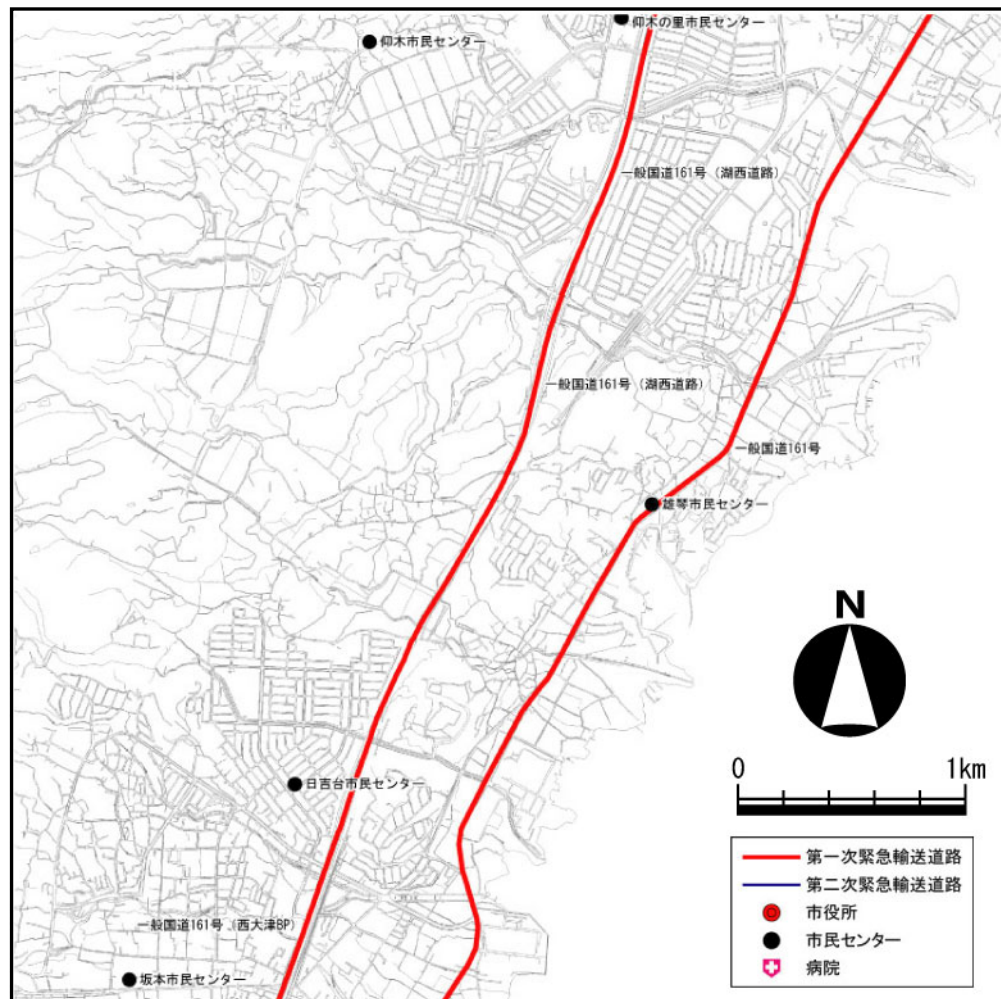 仰木の里市民センター
仰木市民センター
一般国道161号（湖西道路）
一般国道161号（湖西道路）
一般国道161号
雄琴市民センター
N
0 1km
日吉台市民センター
第一次緊急輸送道路
第二次緊急輸送道路
市役所
市民センター
病院
一般国道161号（西大津BP）
坂本市民センター